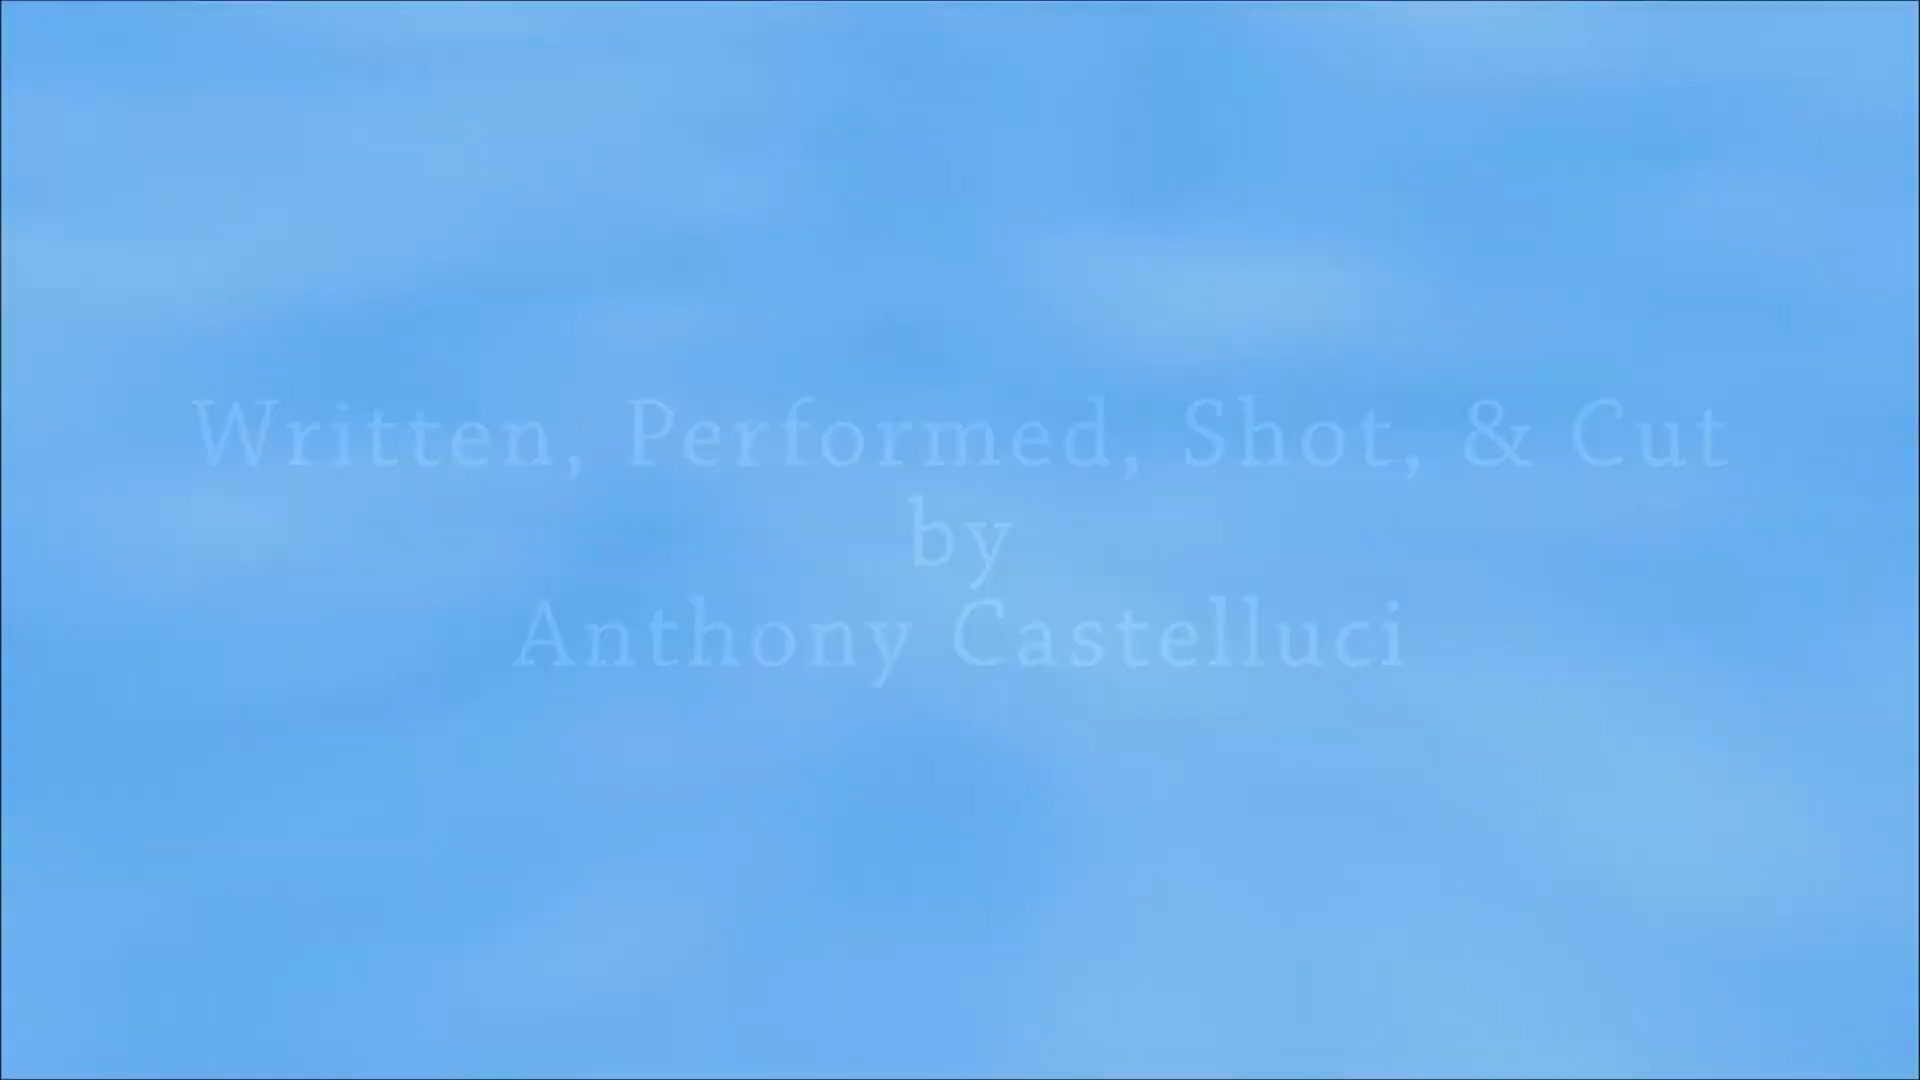 Written, Performed, Shot, & Cut
by
Anthony Castelluci